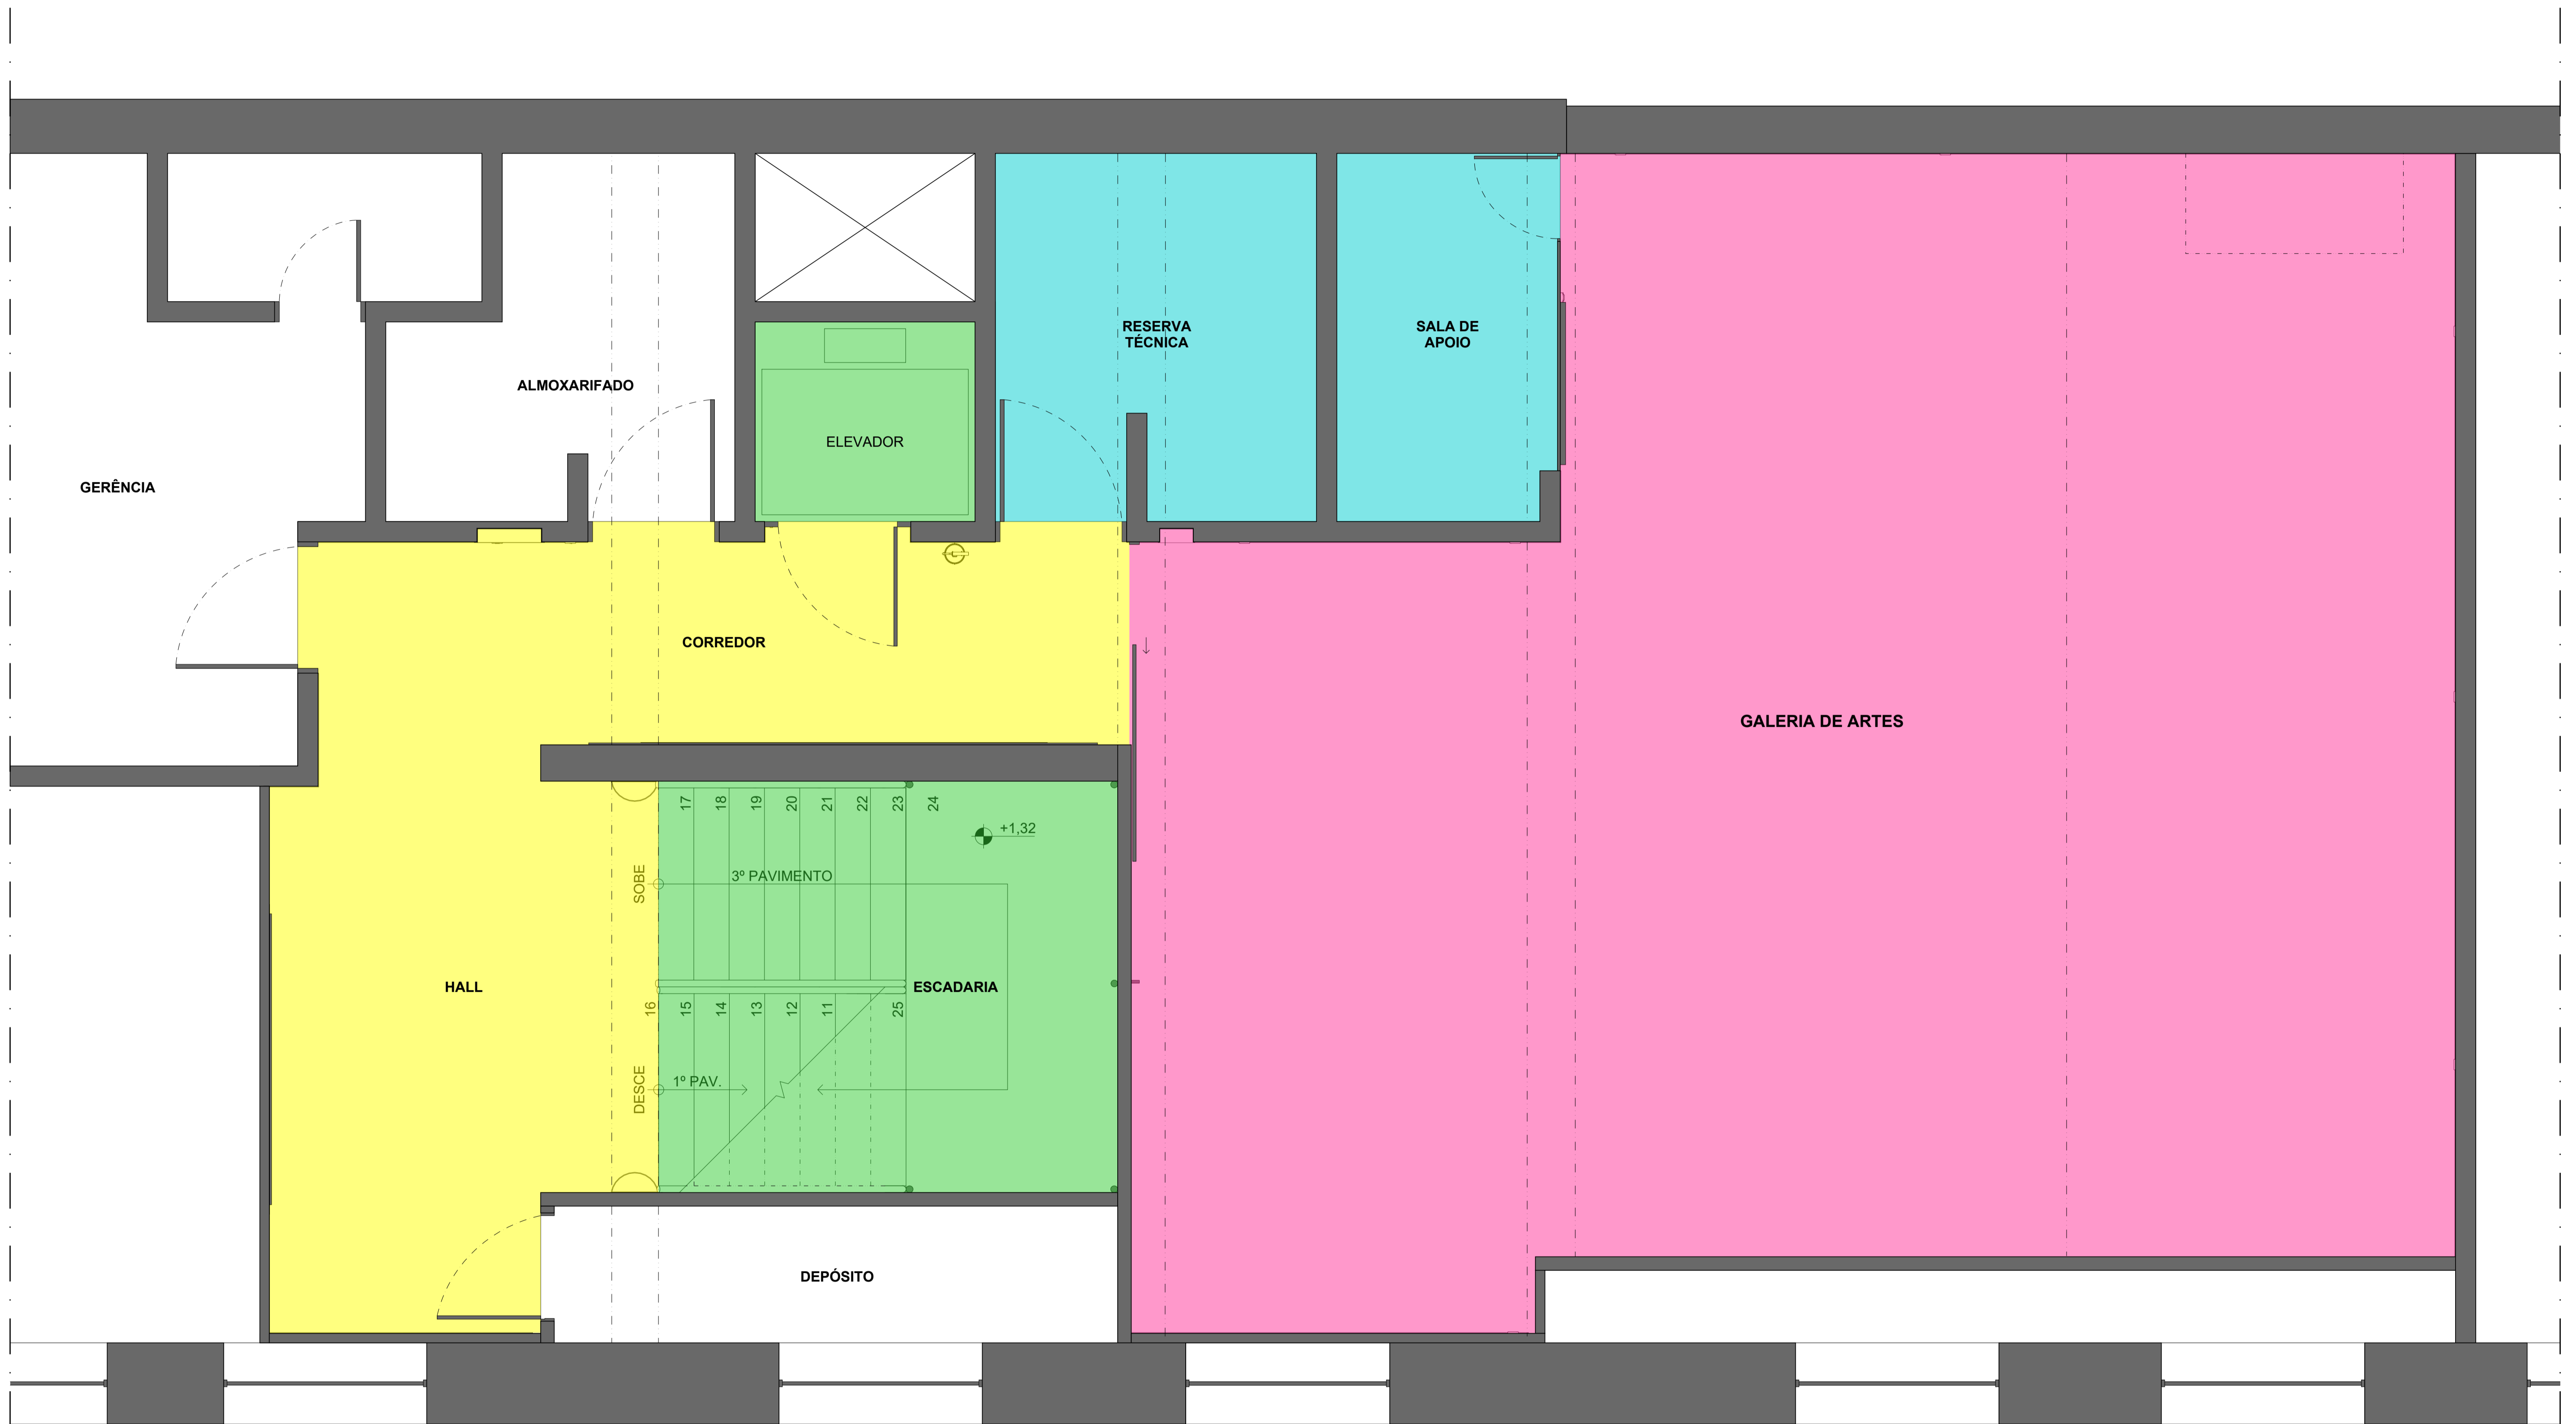 RESERVA
TÉCNICA
SALA DE
APOIO
ALMOXARIFADO
ELEVADOR
GERÊNCIA
CORREDOR
GALERIA DE ARTES
17 18 19 20 21 22 23 24
+1,32
SOBE
3º PAVIMENTO
HALL
ESCADARIA
16 15 14 13 12 11 25
DESCE
1º PAV.
DEPÓSITO